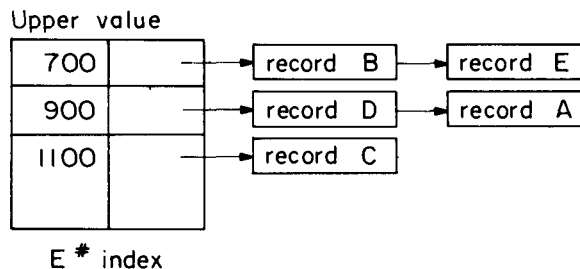 Upper value
700 record B record E
900 record D record A
1100 record C
E# index